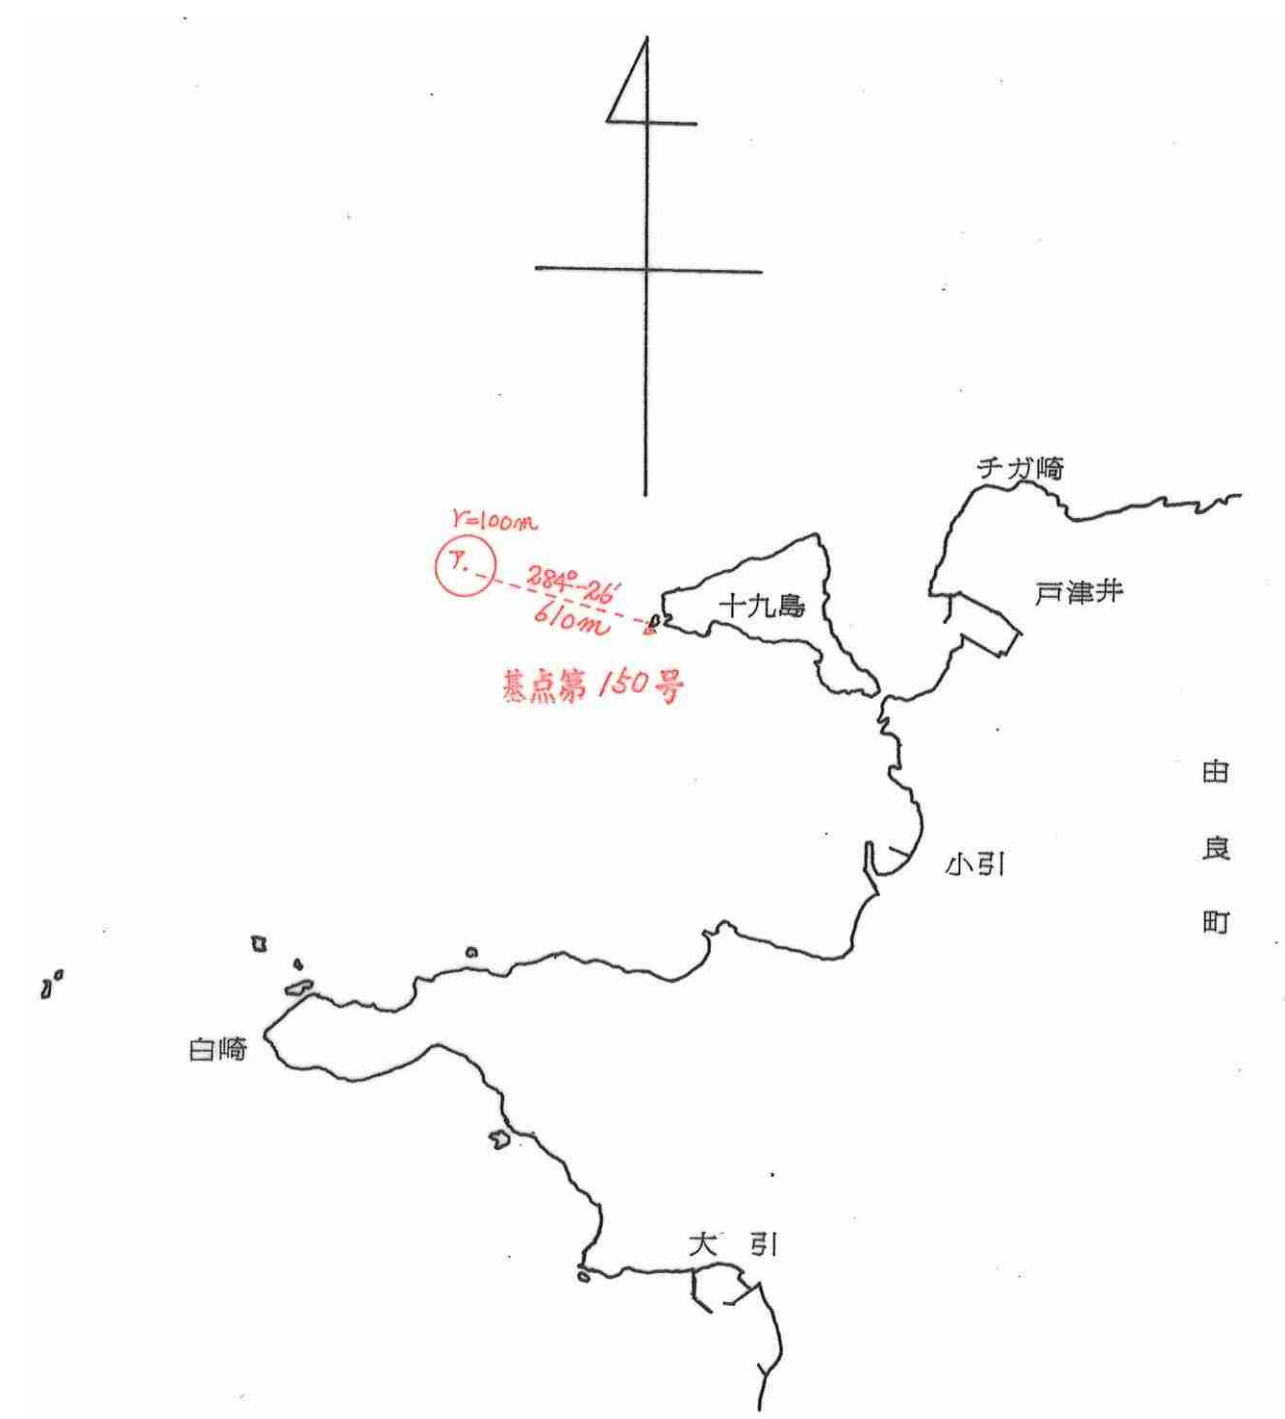 チガ崎
r=100m
ア.
284°-26′
610m
十九島
戸津井
基点第150号
由良町
小引
白崎
大引